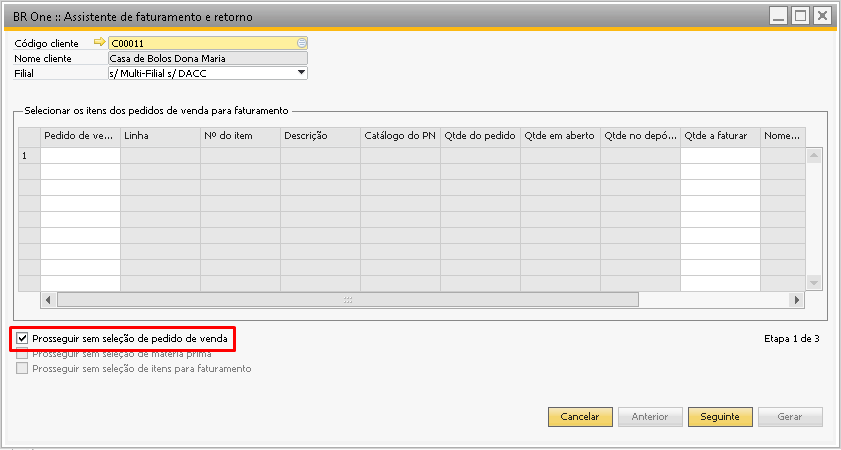 BR One :: Assistente de faturamento e retorno
Código cliente C00011
Nome cliente Casa de Bolos Dona Maria
Filial s/ Multi-Filial s/ DACC
Selecionar os itens dos pedidos de venda para faturamento
Pedido de ve... Linha Nº do item Descrição Catálogo do PN Qtde do pedido Qtde em aberto Qtde no depó... Qtde a faturar Nome...
1
Prosseguir sem seleção de pedido de venda Etapa 1 de 3
Prosseguir sem seleção de matéria prima
Prosseguir sem seleção de itens para faturamento
Cancelar Anterior Seguinte Gerar